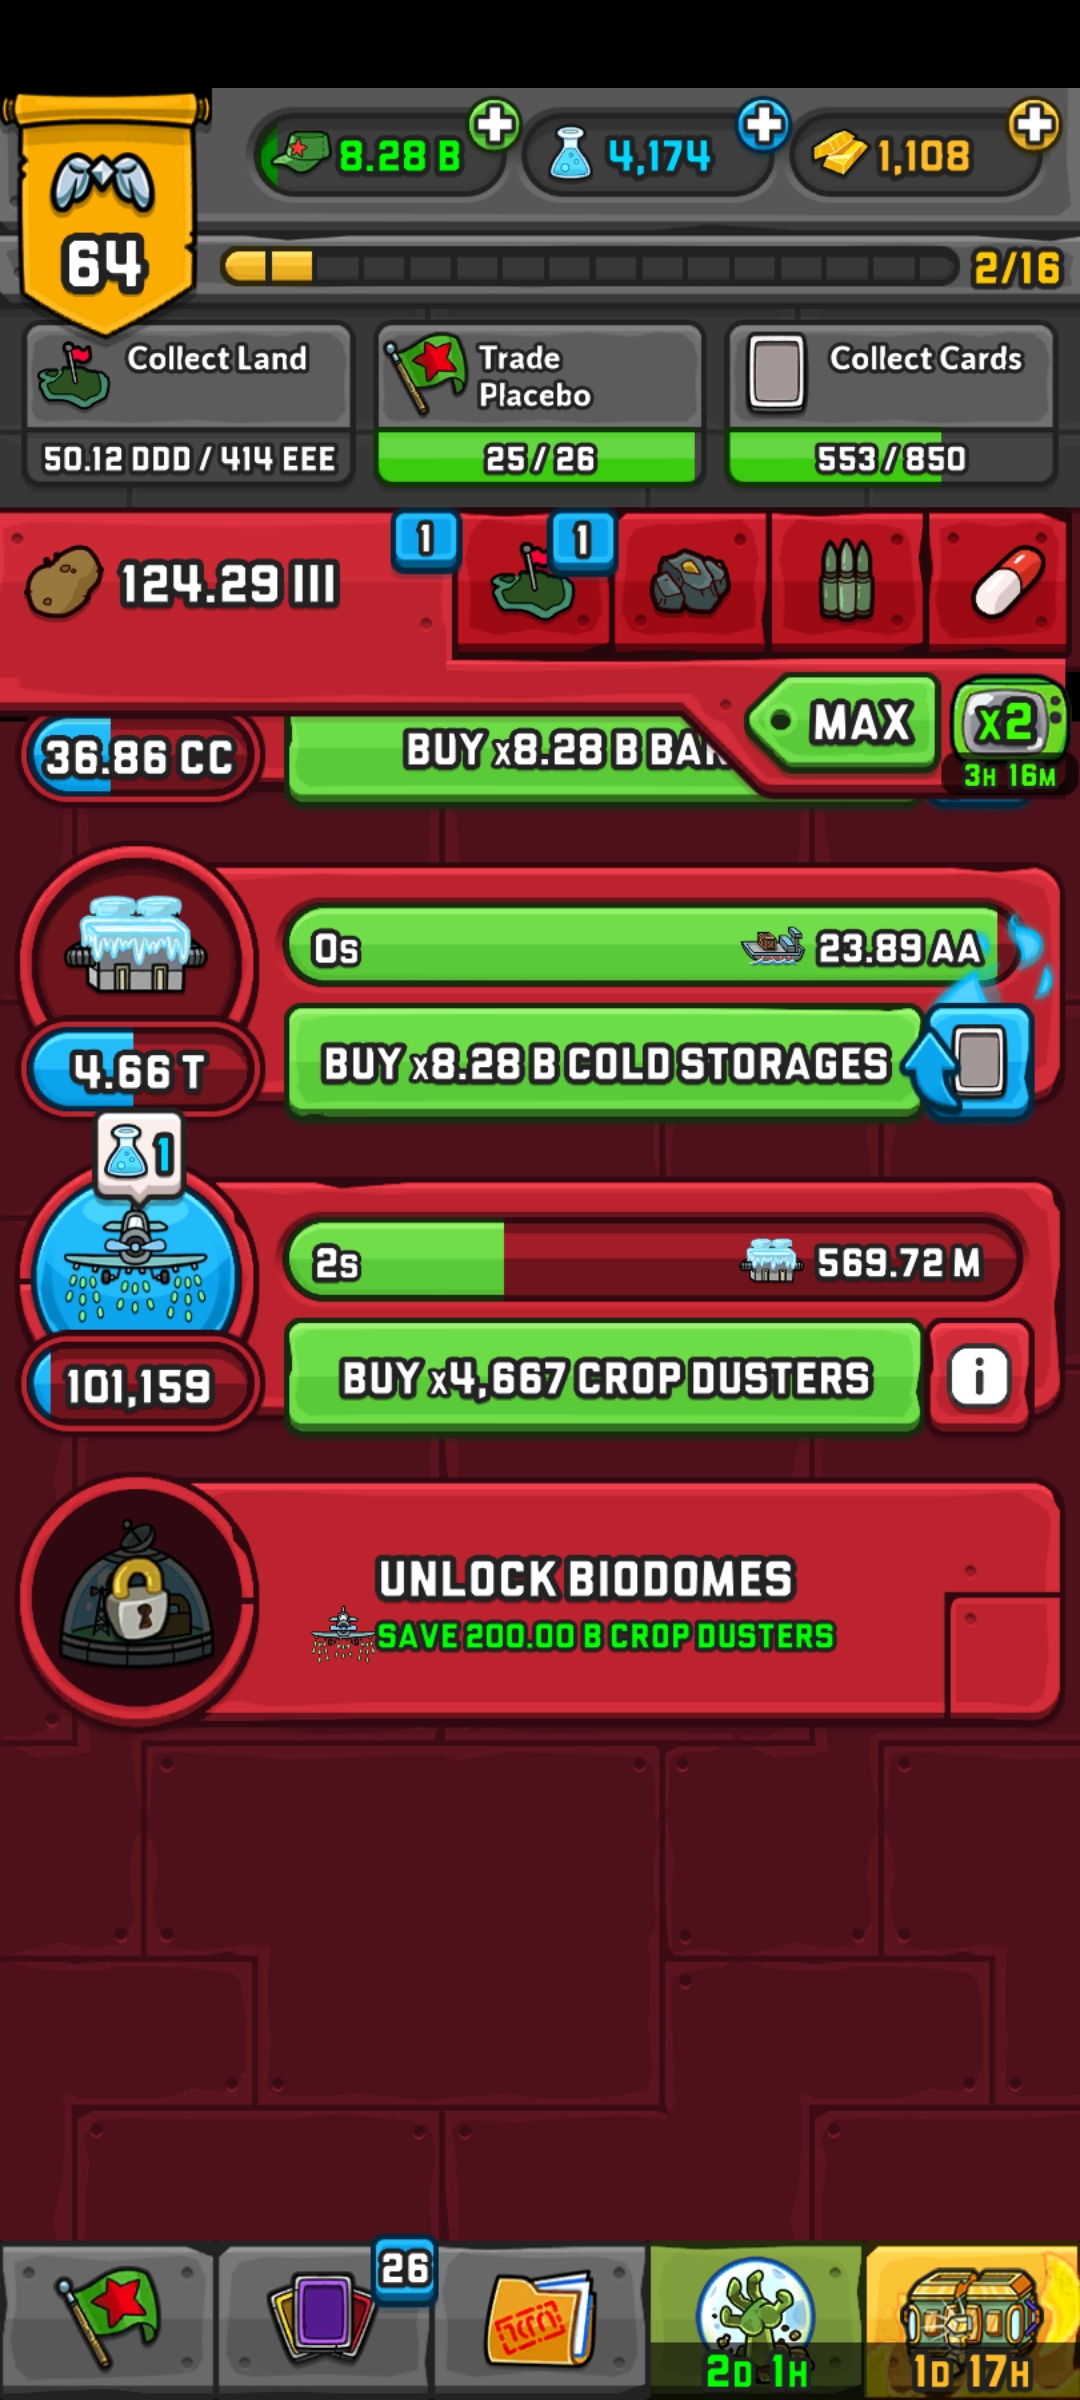 8.28 B
4,174
1,108
64
2/16
Collect Land
50.12 DDD / 414 EEE
Trade
Placebo
25 / 26
Collect Cards
553 / 850
124.29 III
1
1
MAX
x2
3H 16M
36.86 CC
BUY x8.28 B
0s
23.89 AA
4.66 T
BUY x8.28 B COLD STORAGES
1
2s
569.72 M
101,159
BUY x4,667 CROP DUSTERS
i
UNLOCK BIODOMES
SAVE 200.00 B CROP DUSTERS
26
2D 1H
1D 17H